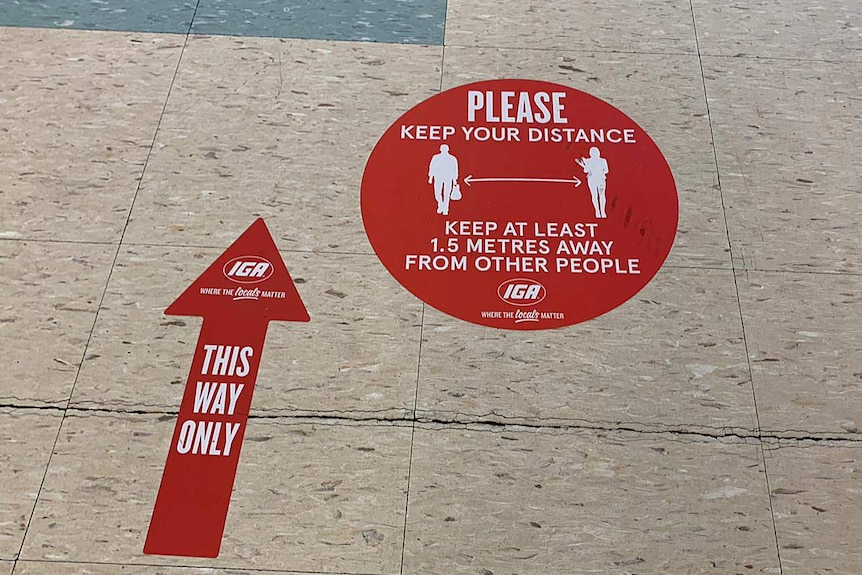 PLEASE
KEEP YOUR DISTANCE
KEEP AT LEAST
1.5 METRES AWAY
FROM OTHER PEOPLE
IGA
WHERE THE locals MATTER
IGA
WHERE THE locals MATTER
THIS
WAY
ONLY